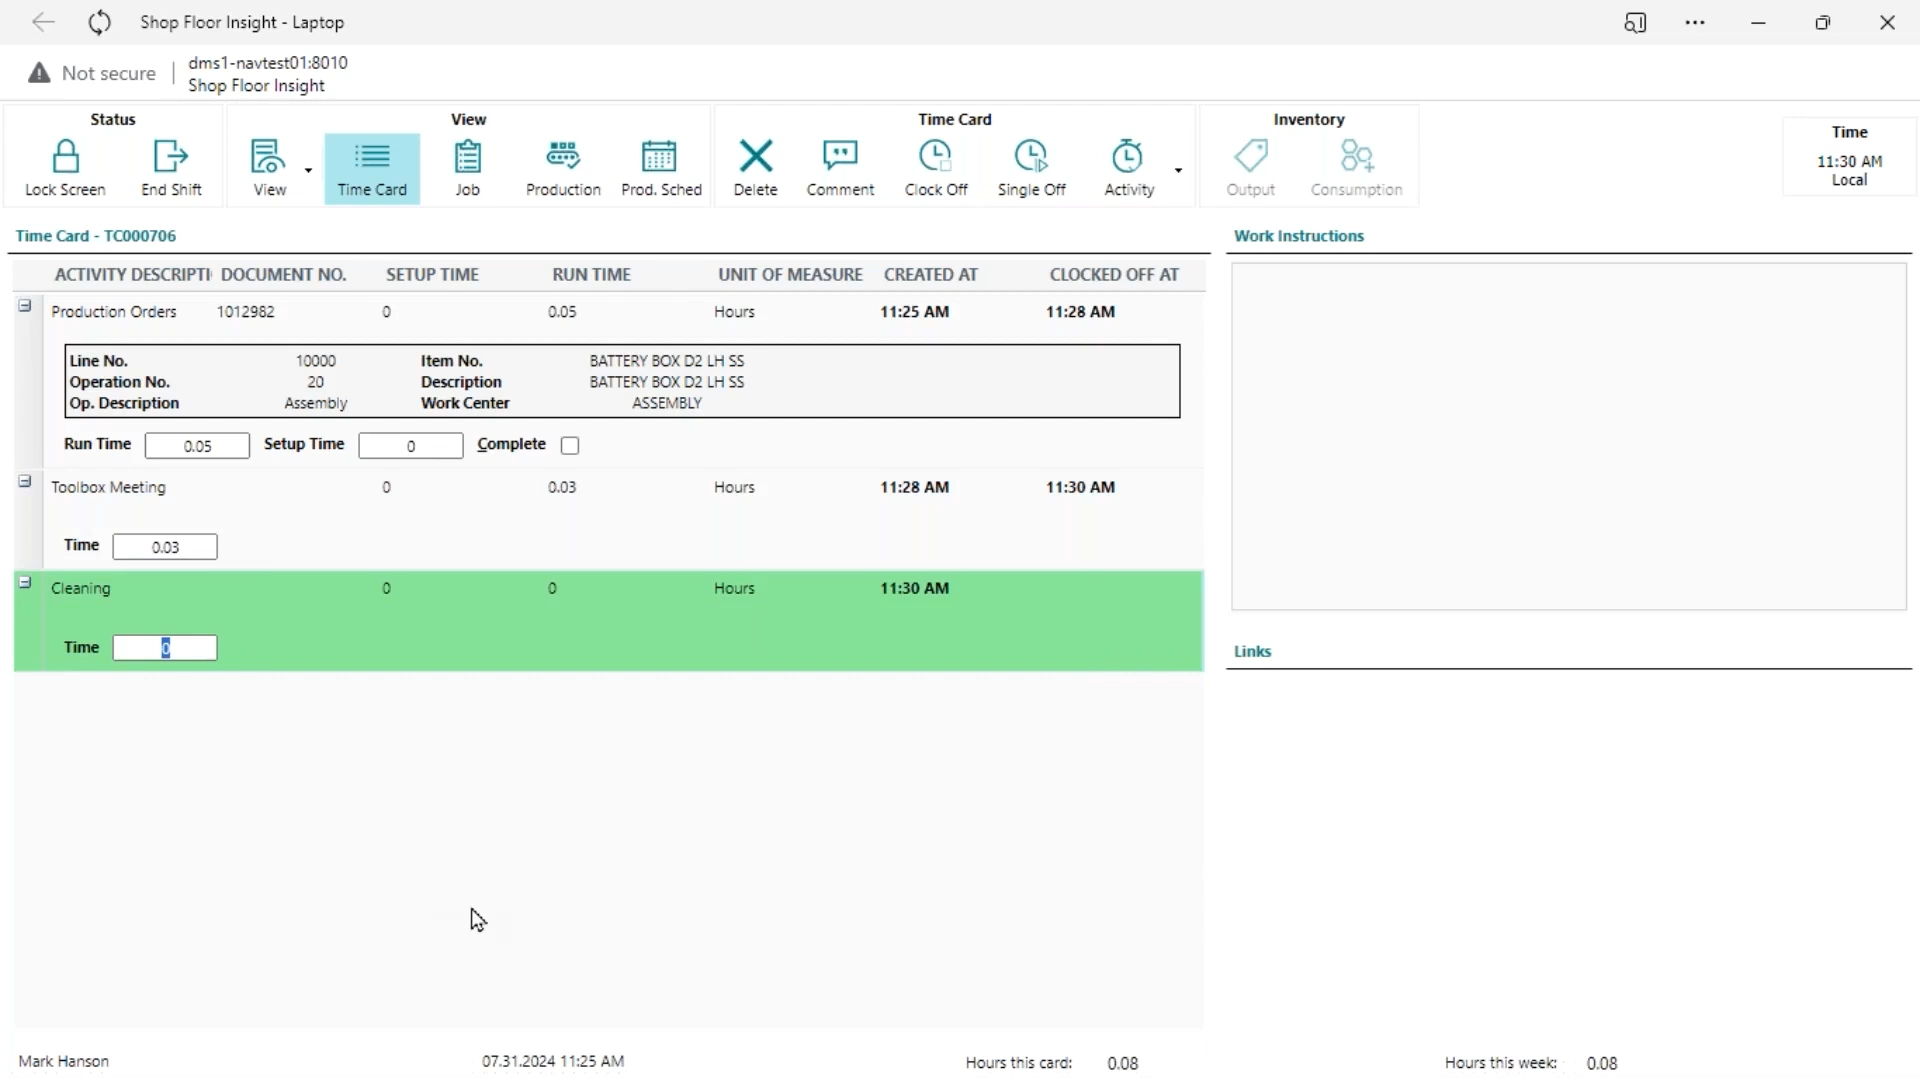 Shop Floor Insight - Laptop
Not secure
dms1-navtest01:8010
Shop Floor Insight
Status
View
Time Card
Inventory
Time
11:30 AM
Local
Lock Screen
End Shift
View
Time Card
Job
Production
Prod. Sched
Delete
Comment
Clock Off
Single Off
Activity
Output
Consumption
Time Card - TC000706
Work Instructions
ACTIVITY DESCRIPTI DOCUMENT NO. SETUP TIME RUN TIME UNIT OF MEASURE CREATED AT CLOCKED OFF AT
Production Orders 1012982 0 0.05 Hours 11:25 AM 11:28 AM
Line No. 10000 Item No. BATTERY BOX D2 LH SS
Operation No. 20 Description BATTERY BOX D2 LH SS
Op. Description Assembly Work Center ASSEMBLY
Run Time 0.05 Setup Time 0 Complete
Toolbox Meeting 0 0.03 Hours 11:28 AM 11:30 AM
Time 0.03
Cleaning 0 0 Hours 11:30 AM
Time 0
Links
Mark Hanson 07.31.2024 11:25 AM Hours this card: 0.08 Hours this week: 0.08